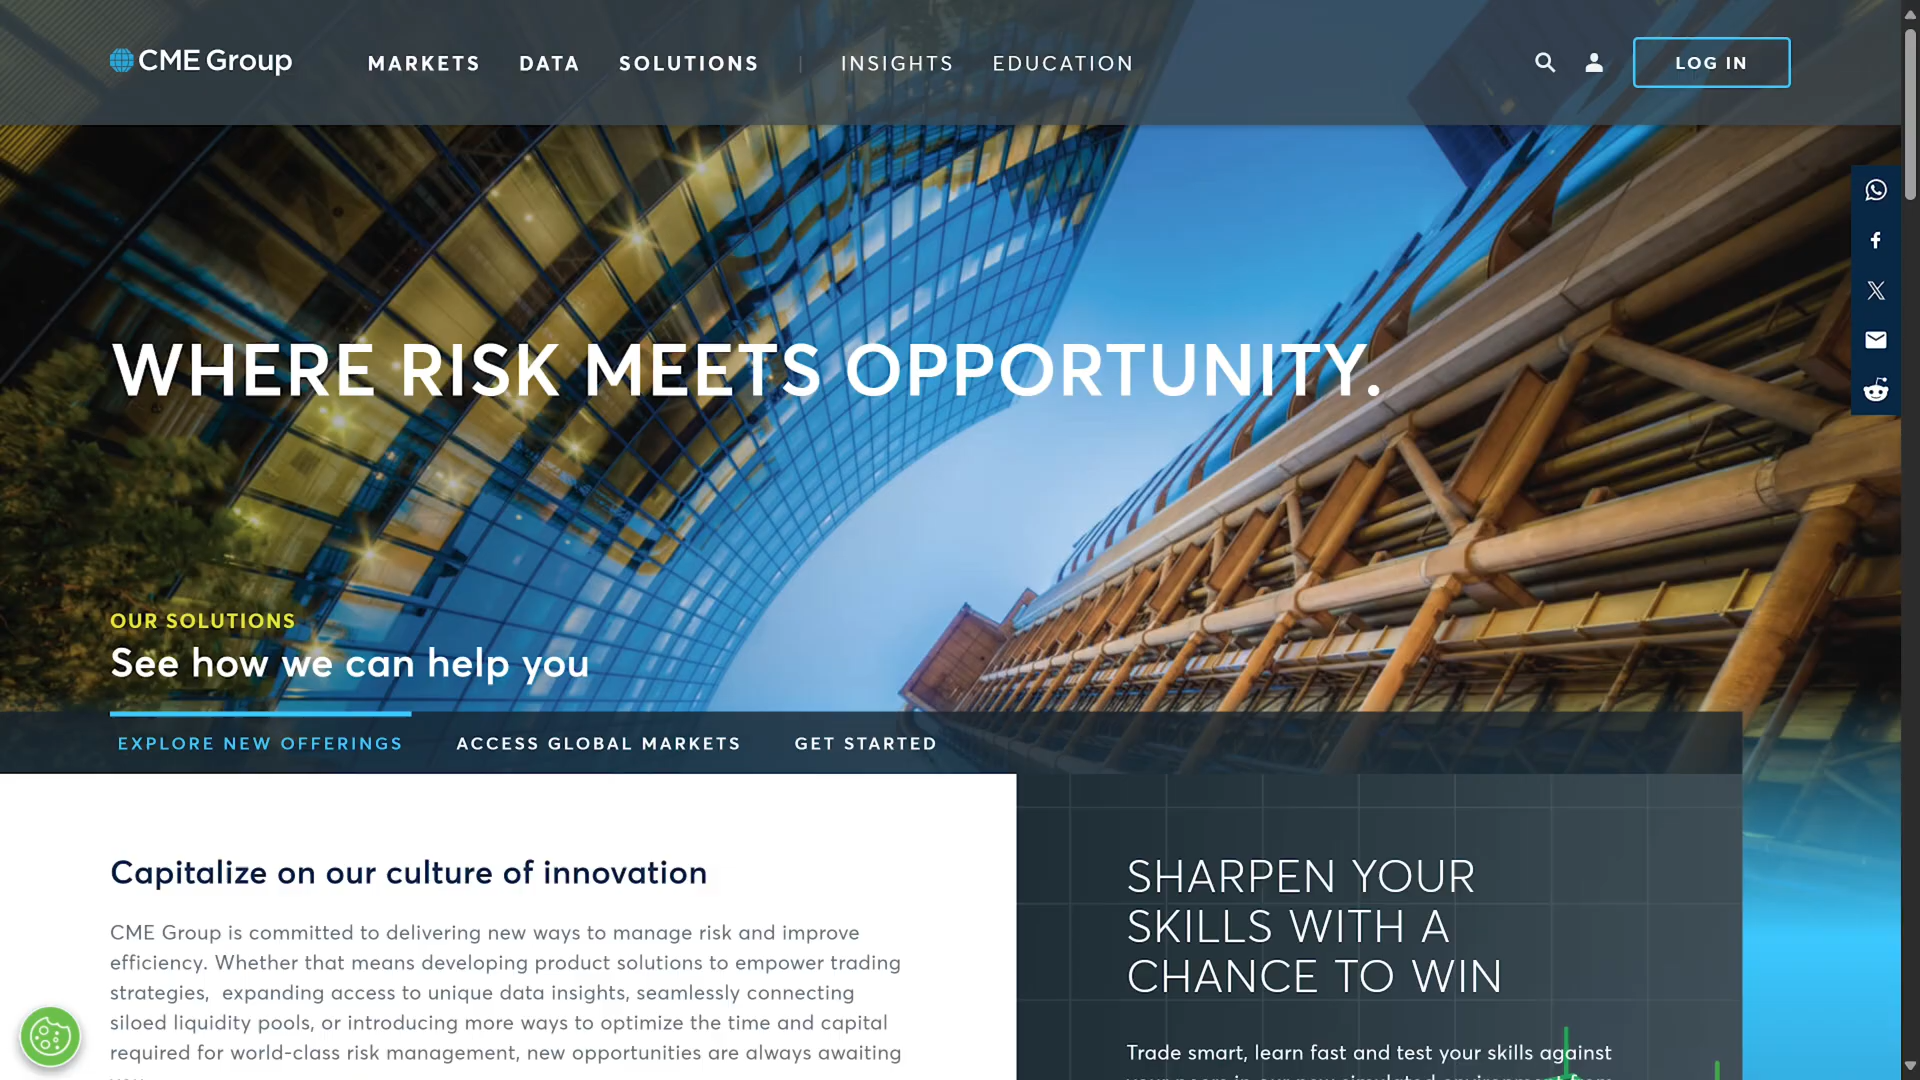 CME Group
MARKETS
DATA
SOLUTIONS
INSIGHTS
EDUCATION
LOG IN
WHERE RISK MEETS OPPORTUNITY.
OUR SOLUTIONS
See how we can help you
EXPLORE NEW OFFERINGS
ACCESS GLOBAL MARKETS
GET STARTED
Capitalize on our culture of innovation
CME Group is committed to delivering new ways to manage risk and improve
efficiency. Whether that means developing product solutions to empower trading
strategies,  expanding access to unique data insights, seamlessly connecting
siloed liquidity pools, or introducing more ways to optimize the time and capital
required for world-class risk management, new opportunities are always awaiting
SHARPEN YOUR
SKILLS WITH A
CHANCE TO WIN
Trade smart, learn fast and test your skills against